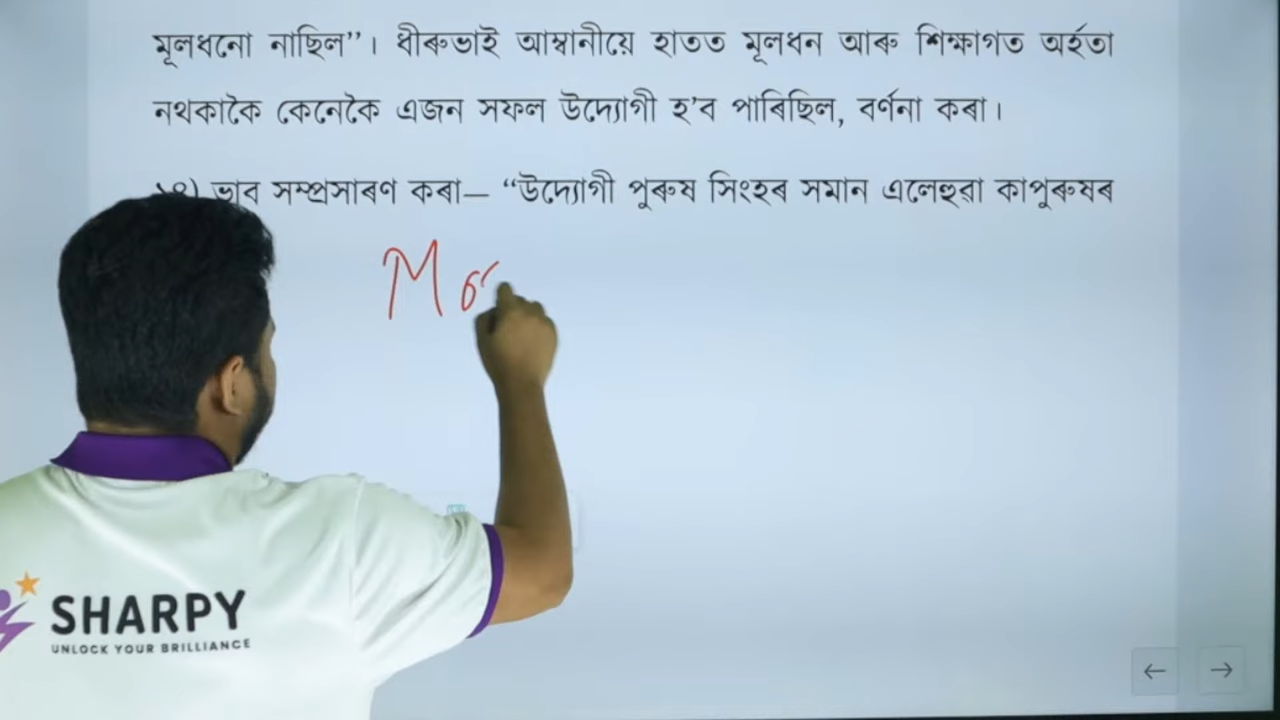 মূলধনো নাছিল”। ধীৰুভাই আম্বানীয়ে হাতত মূলধন আৰু শিক্ষাগত অৰ্হতা
নথকাকৈ কেনেকৈ এজন সফল উদ্যোগী হ’ব পাৰিছিল, বৰ্ণনা কৰা।
ভাব সম্প্ৰসাৰণ কৰা— “উদ্যোগী পুৰুষ সিংহৰ সমান এলেহুৱা কাপুৰুষৰ
SHARPY
UNLOCK YOUR BRILLIANCE